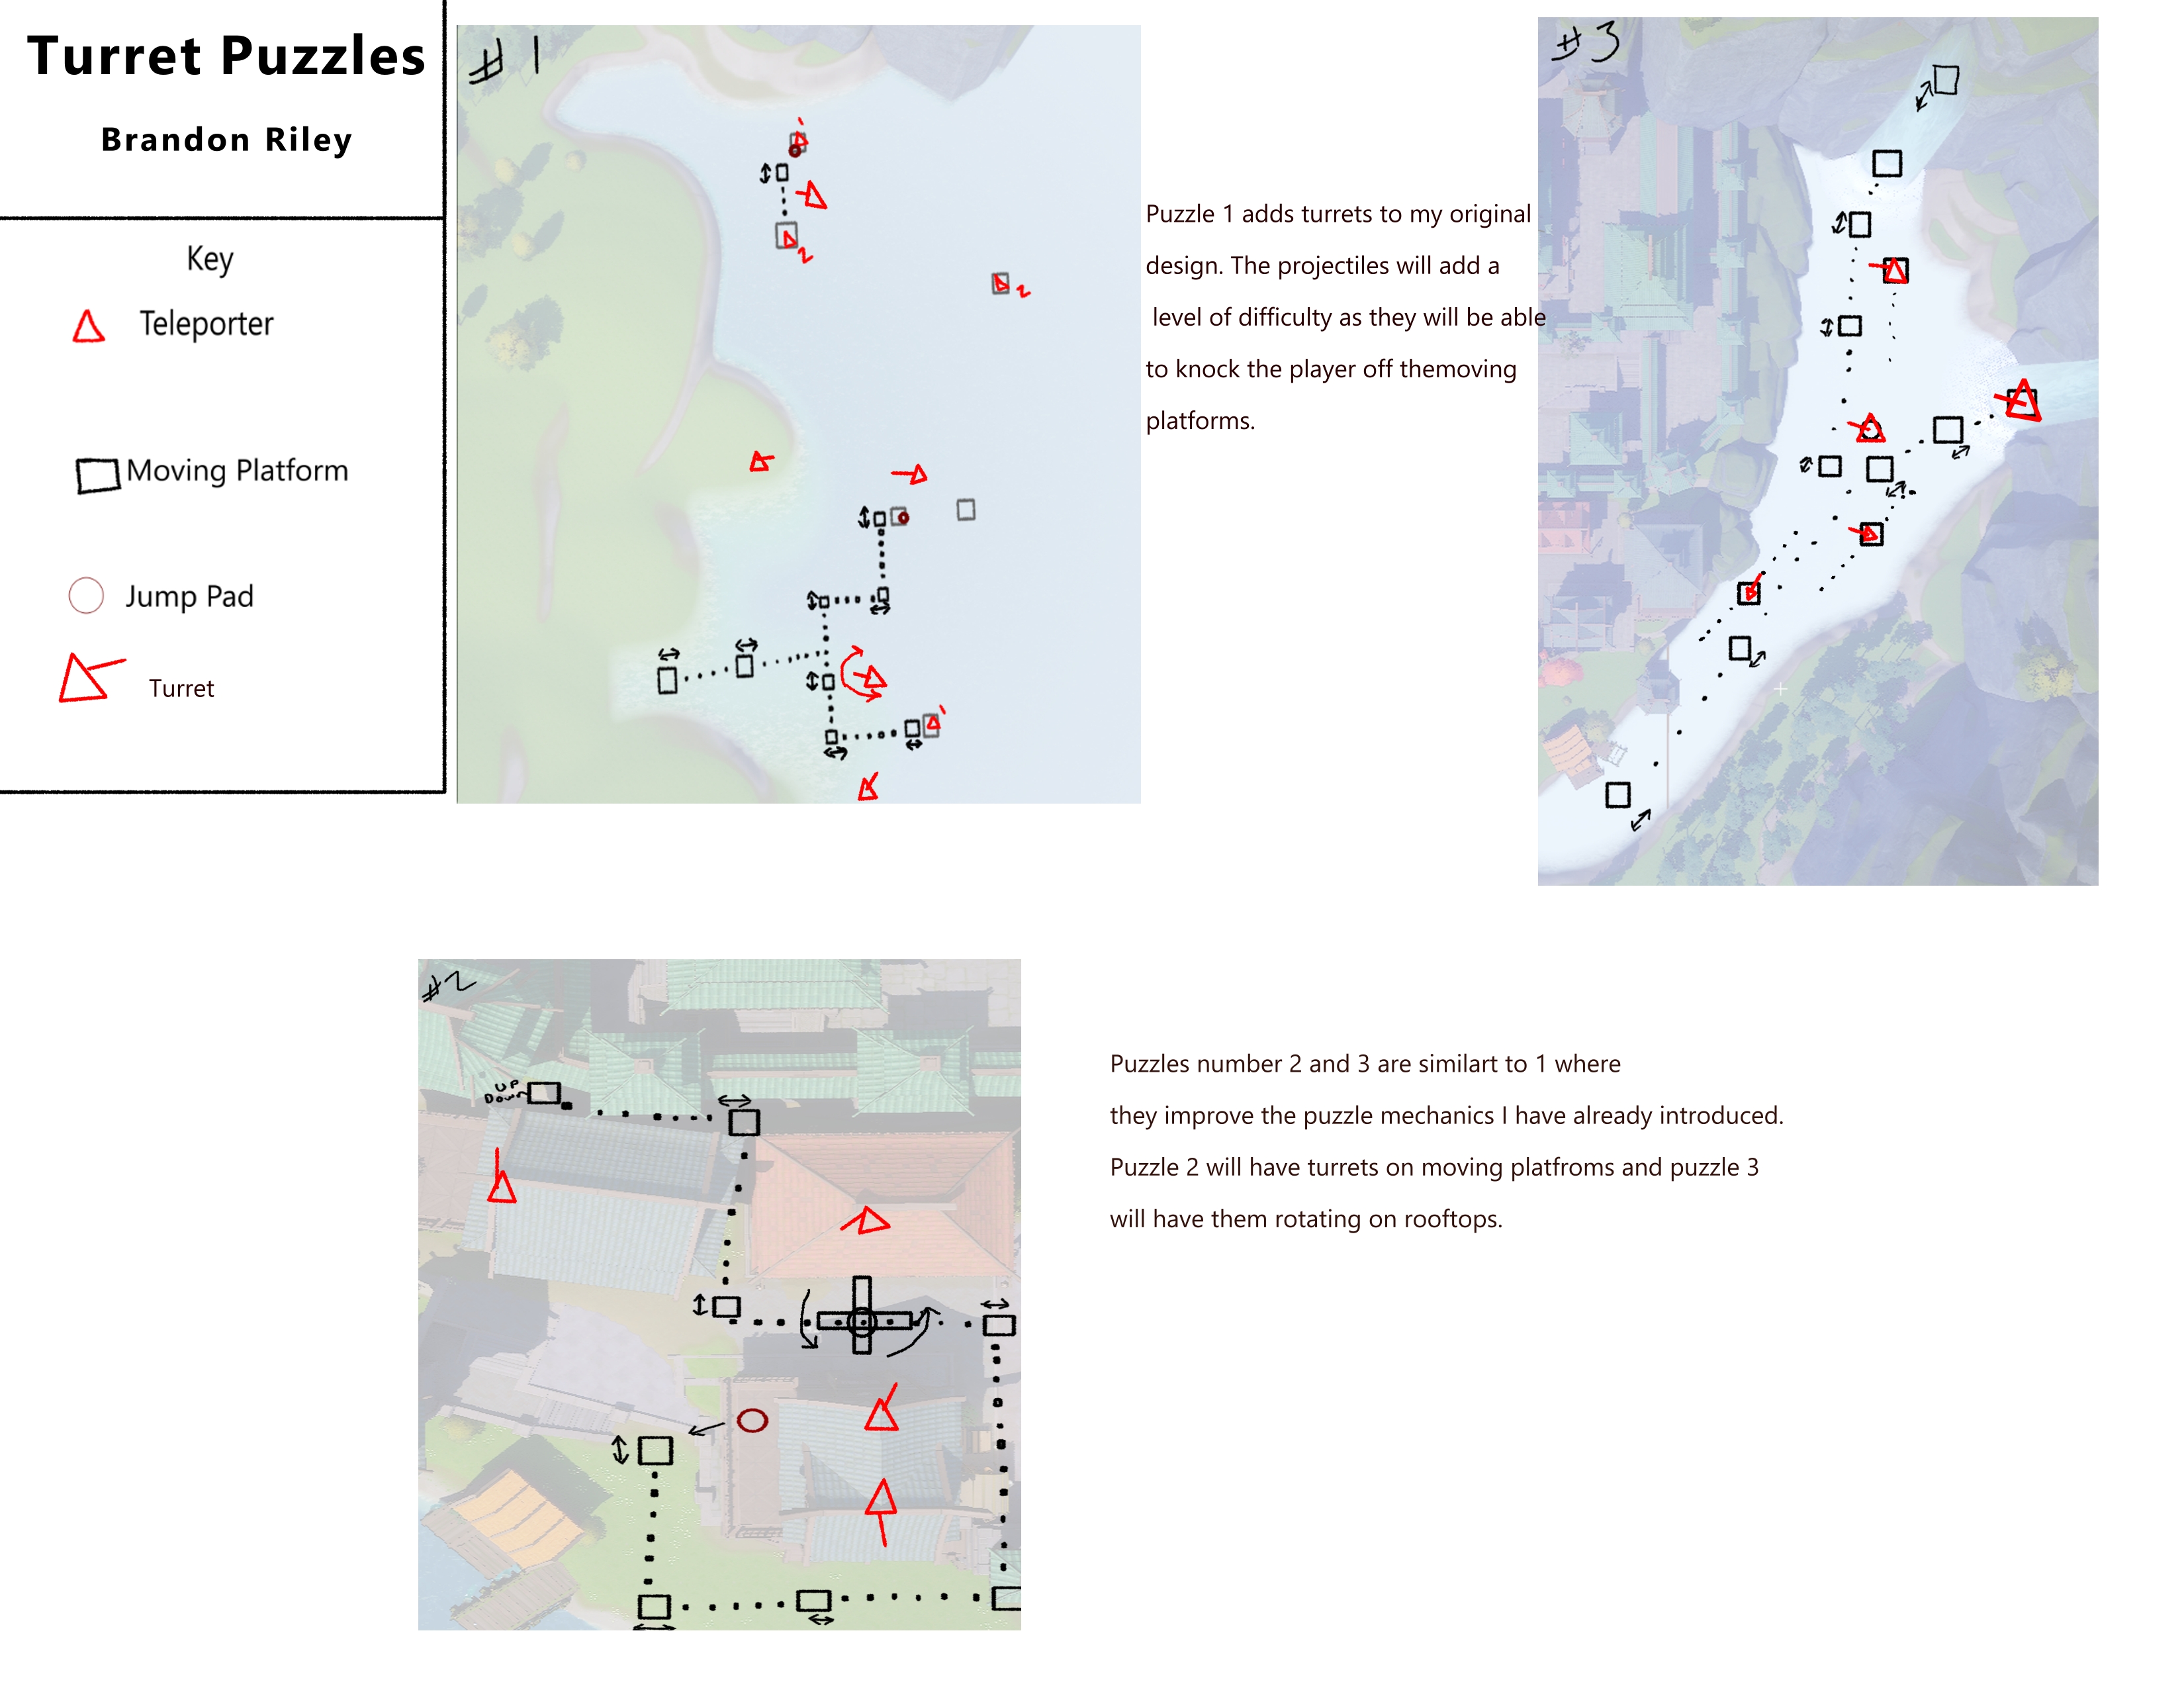 Turret Puzzles
Brandon Riley
Key
Teleporter
Moving Platform
Jump Pad
Turret
#1
1
2
2
1
Puzzle 1 adds turrets to my original
design. The projectiles will add a
level of difficulty as they will be able
to knock the player off themoving
platforms.
#3
#2
UP
Down
Puzzles number 2 and 3 are similart to 1 where
they improve the puzzle mechanics I have already introduced.
Puzzle 2 will have turrets on moving platfroms and puzzle 3
will have them rotating on rooftops.